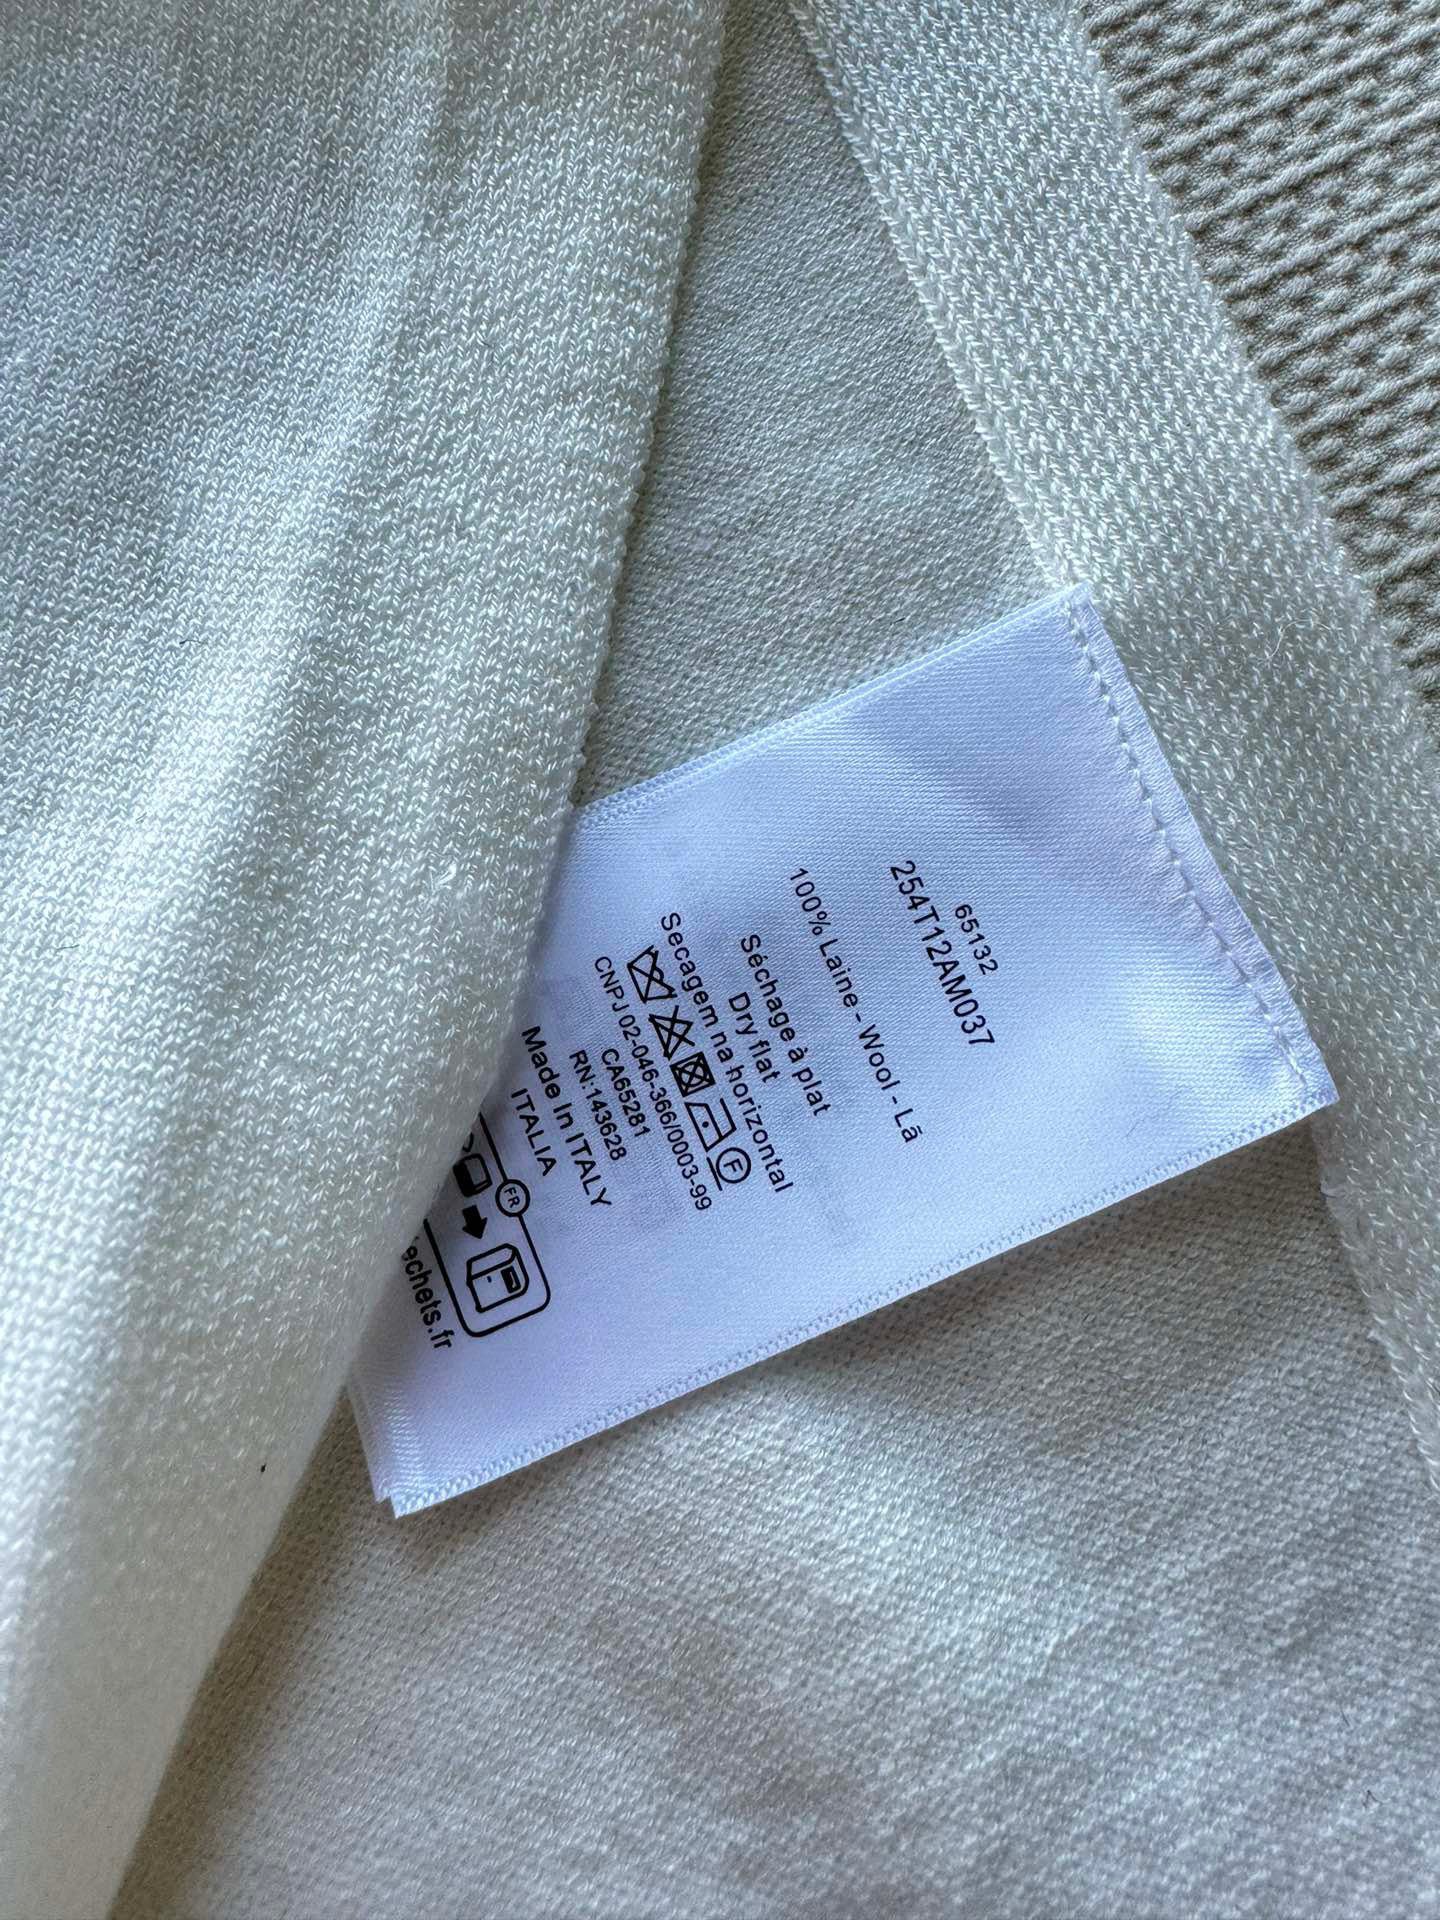 65132
254T12AM037
100% Laine - Wool - Lã
Séchage à plat
Dry flat
Secagem na horizontal
F
CNPJ 02-046-366/0003-99
CA65281
RN:143628
Made In ITALY
ITALIA
FR
échets.fr